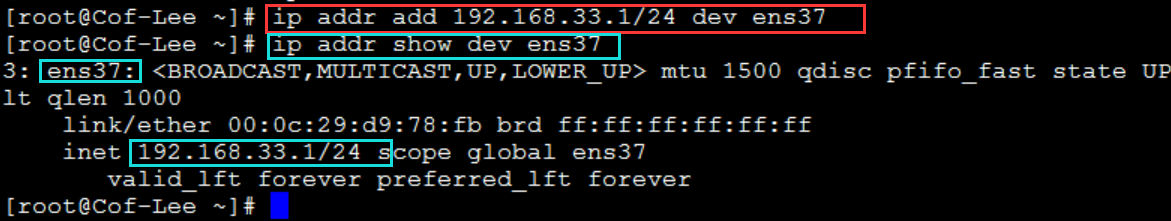 [root@Cof-Lee ~]# ip addr add 192.168.33.1/24 dev ens37
[root@Cof-Lee ~]# ip addr show dev ens37
3: ens37: <BROADCAST,MULTICAST,UP,LOWER_UP> mtu 1500 qdisc pfifo_fast state UP
lt qlen 1000
    link/ether 00:0c:29:d9:78:fb brd ff:ff:ff:ff:ff:ff
    inet 192.168.33.1/24 scope global ens37
       valid_lft forever preferred_lft forever
[root@Cof-Lee ~]#